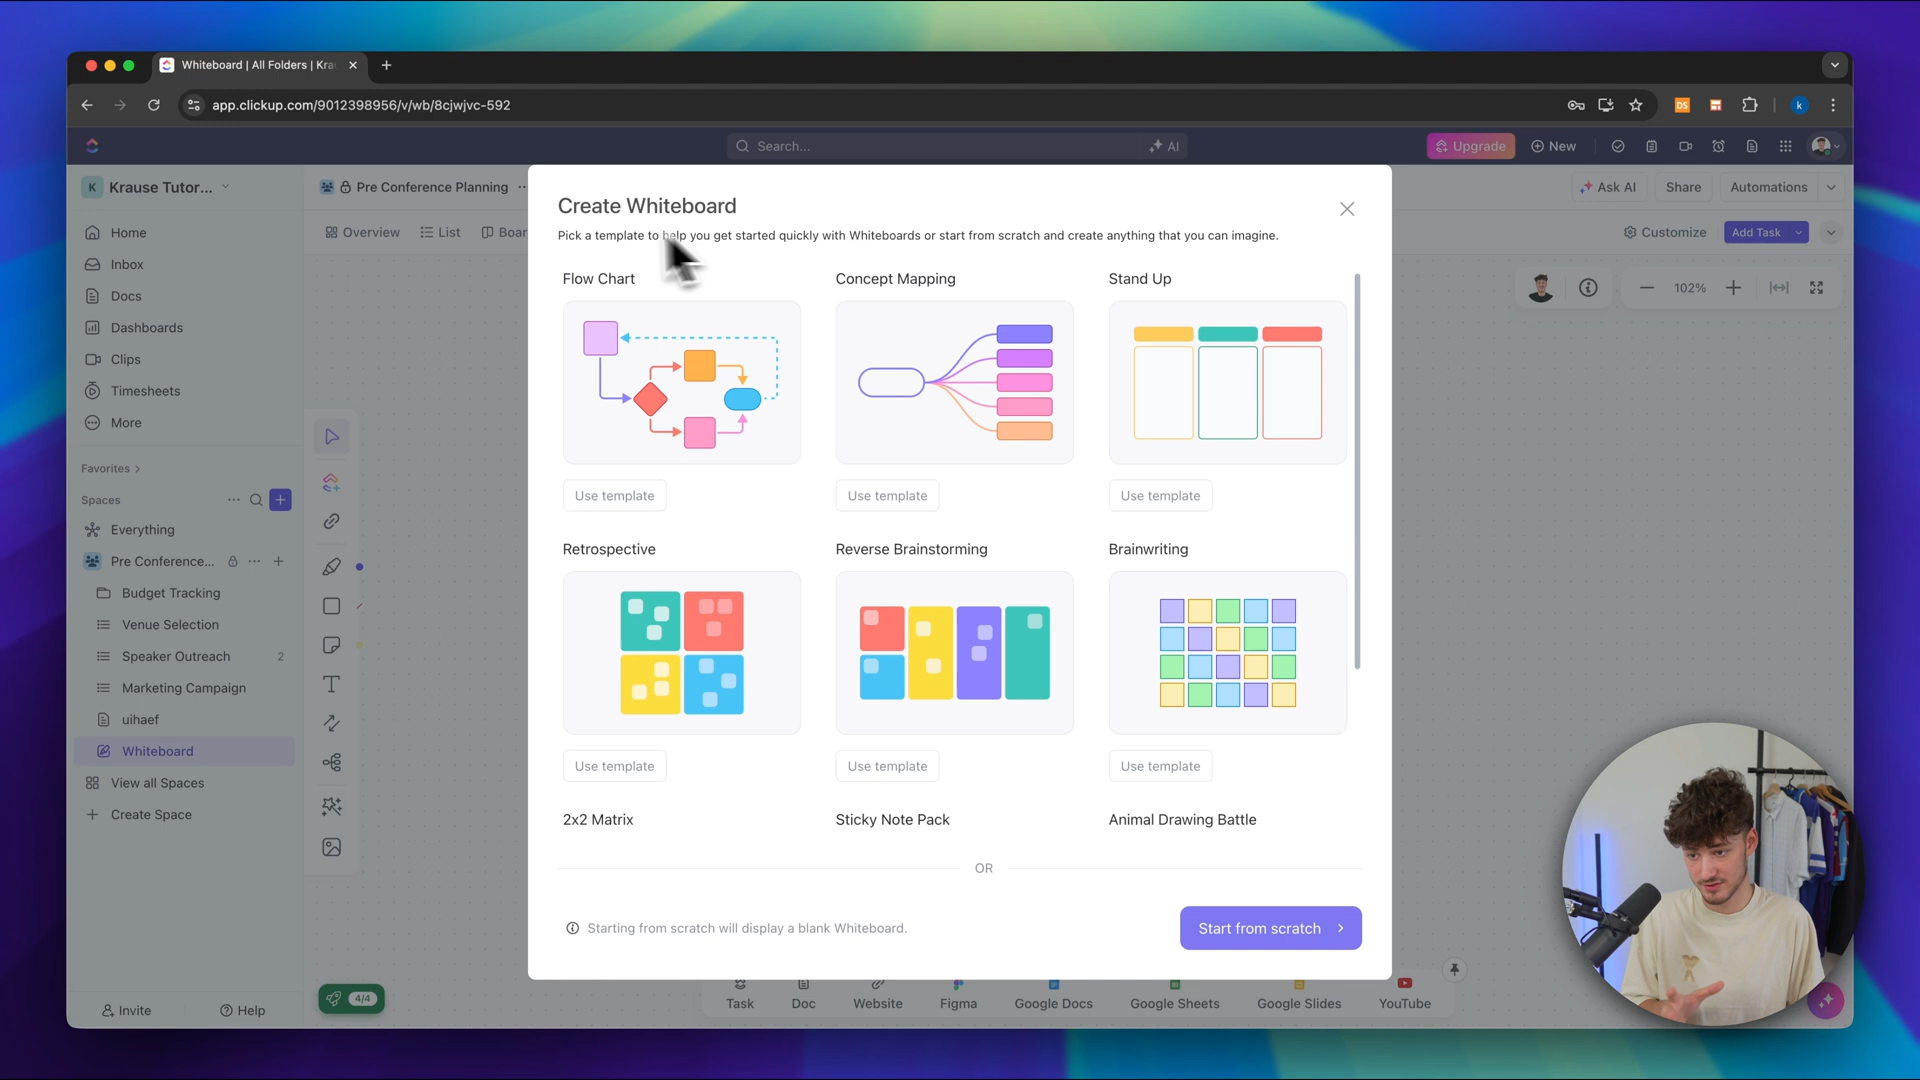 Whiteboard | All Folders | Kra
app.clickup.com/9012398956/v/wb/8cjwjvc-592
DS
k
Search...
AI
Upgrade
New
K Krause Tutor...
Pre Conference Planning
Ask AI
Share
Automations
Home
Inbox
Docs
Dashboards
Clips
Timesheets
More
Overview
List
Boar
Customize
Add Task
102%
Favorites
Spaces
Everything
Pre Conference...
Budget Tracking
Venue Selection
Speaker Outreach 2
Marketing Campaign
uihaef
Whiteboard
View all Spaces
Create Space
Invite
Help
4/4
Create Whiteboard
Pick a template to help you get started quickly with Whiteboards or start from scratch and create anything that you can imagine.
Flow Chart
Concept Mapping
Stand Up
Use template
Use template
Use template
Retrospective
Reverse Brainstorming
Brainwriting
Use template
Use template
Use template
2x2 Matrix
Sticky Note Pack
Animal Drawing Battle
OR
Starting from scratch will display a blank Whiteboard.
Start from scratch
Task
Doc
Website
Figma
Google Docs
Google Sheets
Google Slides
YouTube